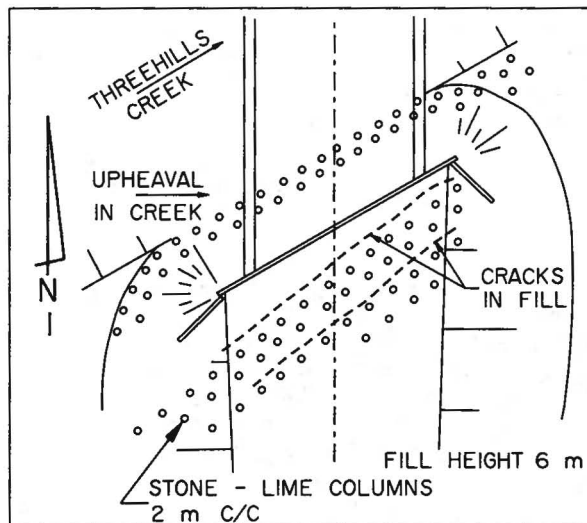 THREEHILLS
CREEK
UPHEAVAL
IN CREEK
N
CRACKS
IN FILL
FILL HEIGHT 6 m
STONE - LIME COLUMNS
2 m C/C